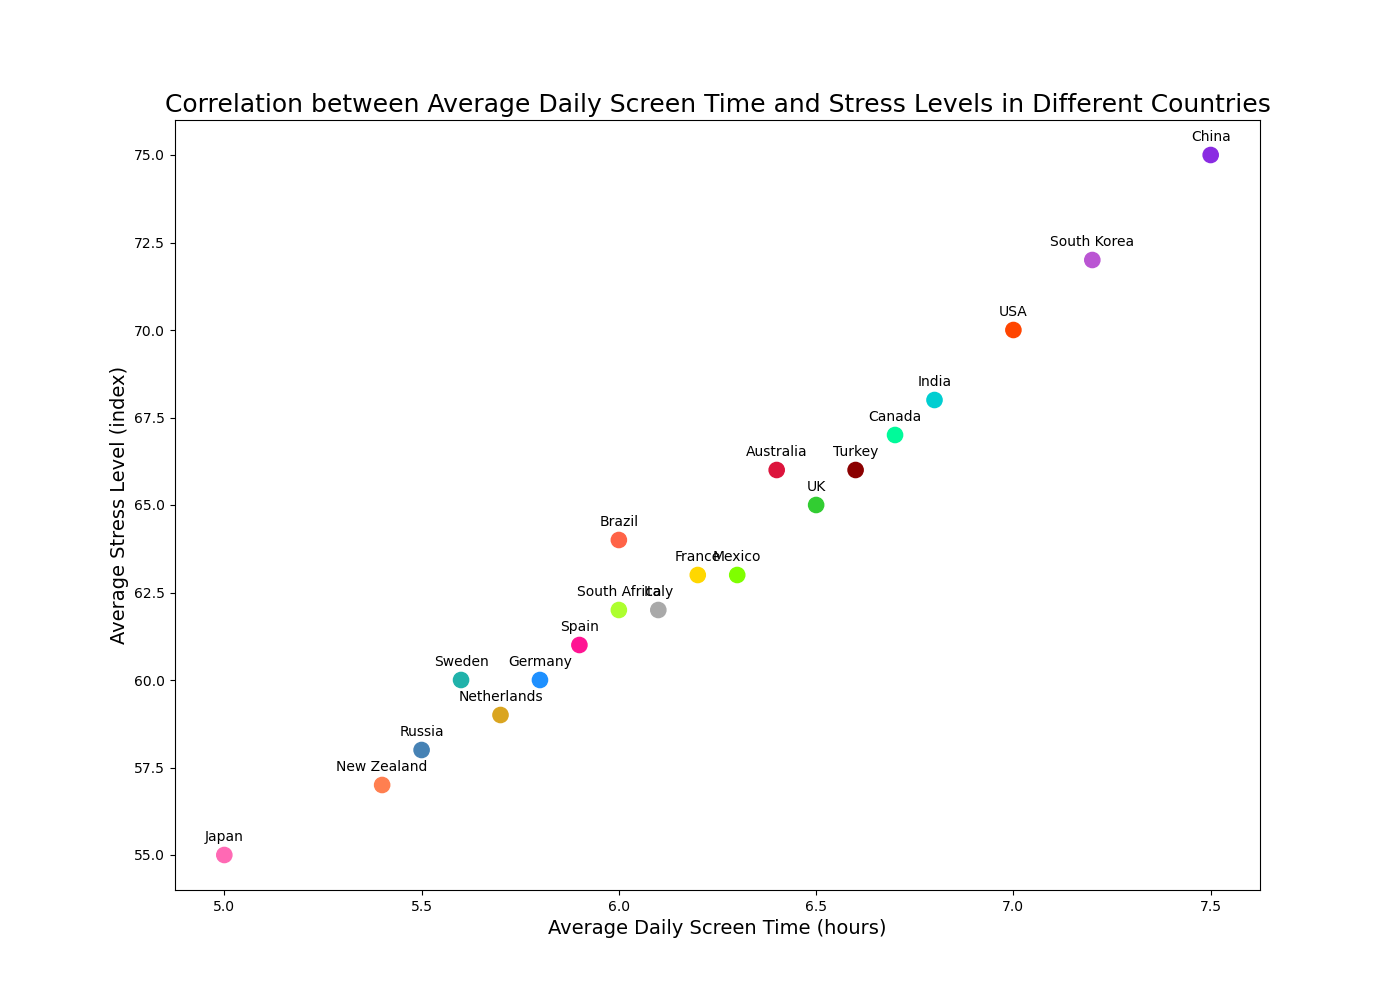 Correlation between Average Daily Screen Time and Stress Levels in Different Countries
China
75.0
South Korea
72.5
USA
70.0
India
Canada
67.5
Australia
Turkey
UK
65.0
Brazil
France
Mexico
South Africa
Italy
62.5
Spain
Sweden
Germany
60.0
Netherlands
Russia
New Zealand
57.5
Japan
55.0
Average Stress Level (index)
5.0 5.5 6.0 6.5 7.0 7.5
Average Daily Screen Time (hours)